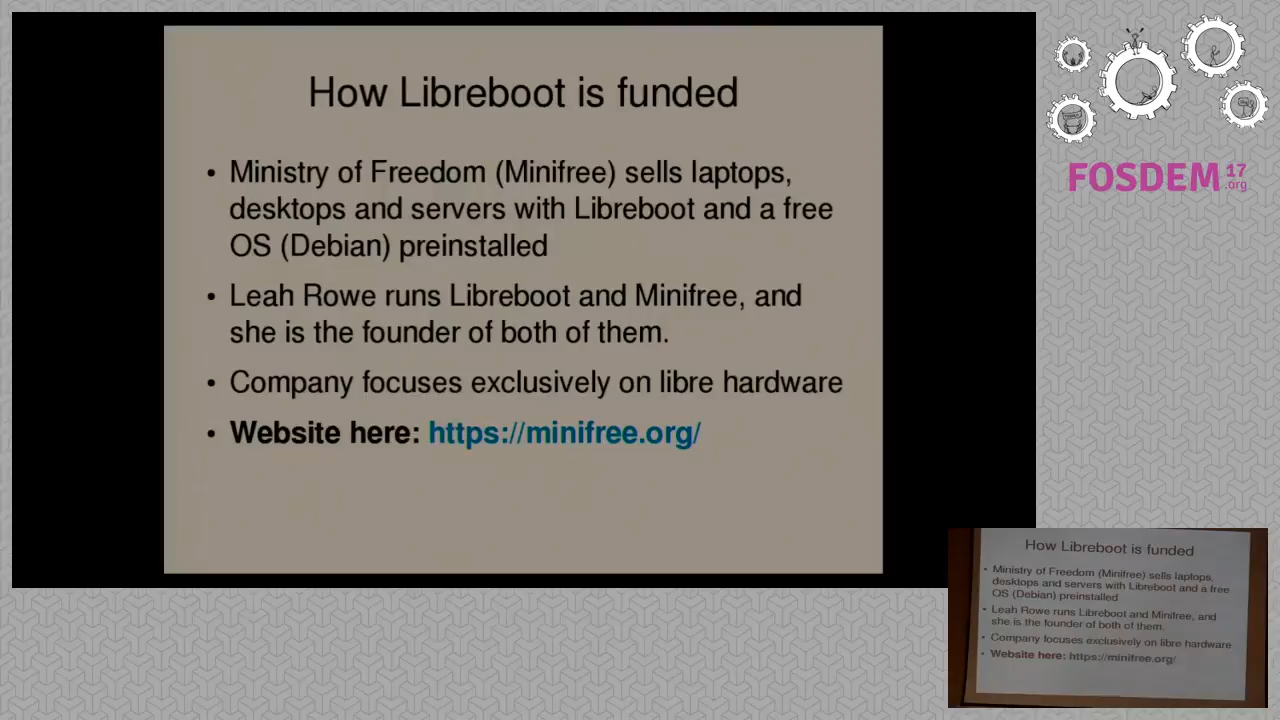 How Libreboot is funded
• Ministry of Freedom (Minifree) sells laptops,
desktops and servers with Libreboot and a free
OS (Debian) preinstalled
• Leah Rowe runs Libreboot and Minifree, and
she is the founder of both of them.
• Company focuses exclusively on libre hardware
• Website here: https://minifree.org/
FOSDEM 17
.org
How Libreboot is funded
• Ministry of Freedom (Minifree) sells laptops,
desktops and servers with Libreboot and a free
OS (Debian) preinstalled
• Leah Rowe runs Libreboot and Minifree, and
she is the founder of both of them.
• Company focuses exclusively on libre hardware
• Website here: https://minifree.org/